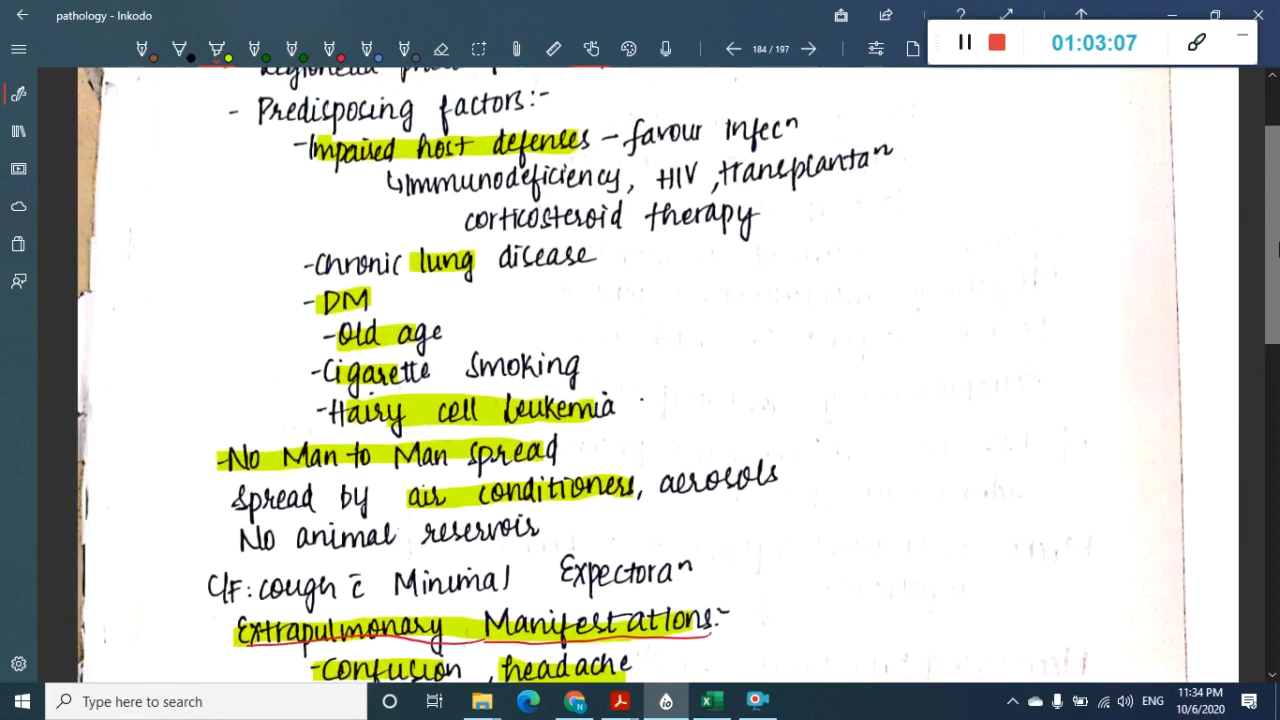 pathology - Inkodo
?
01:03:07
184 / 197
- Predisposing factors:-
-Impaired host defenses - favour infecⁿ
↳Immunodeficiency, HIV, transplantaⁿ
corticosteroid therapy
-chronic lung disease
-DM
-Old age
-Cigarette Smoking
-Hairy cell leukemia
-No Man to Man spread
spread by air conditioness, aerosols
No animal reservoir
C/F: cough c̄ Minimal Expectoraⁿ
Extrapulmonary Manifestations:-
-Confusion, headache
Type here to search
ENG
11:34 PM
10/6/2020